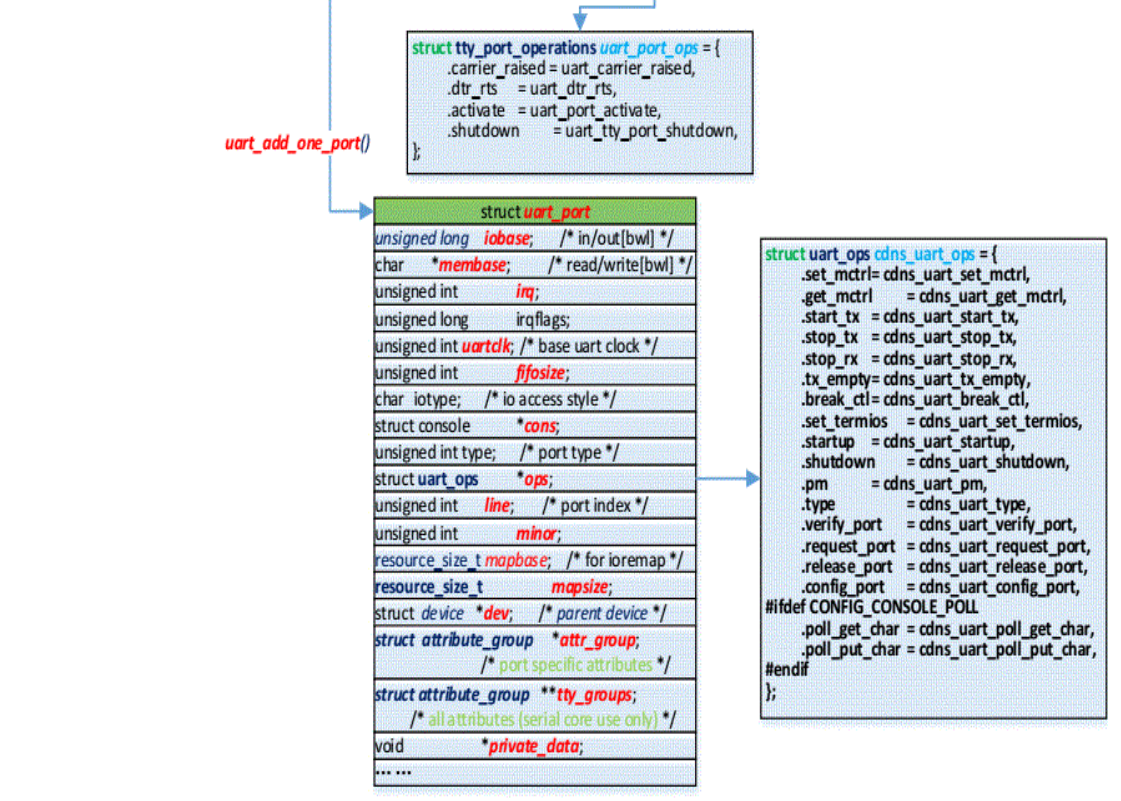 struct tty_port_operations uart_port_ops = {
.carrier_raised = uart_carrier_raised,
.dtr_rts = uart_dtr_rts,
.activate = uart_port_activate,
.shutdown = uart_tty_port_shutdown,
};
uart_add_one_port()
struct uart_port
unsigned long iobase; /* in/out[bwl] */
char *membase; /* read/write[bwl] */
unsigned int irq;
unsigned long irqflags;
unsigned int uartclk; /* base uart clock */
unsigned int fifosize;
char iotype; /* io access style */
struct console *cons;
unsigned int type; /* port type */
struct uart_ops *ops;
unsigned int line; /* port index */
unsigned int minor;
resource_size_t mapbase; /* for ioremap */
resource_size_t mapsize;
struct device *dev; /* parent device */
struct attribute_group *attr_group;
/* port specific attributes */
struct attribute_group **tty_groups;
/* all attributes (serial core use only) */
void *private_data;
... ...
struct uart_ops cdns_uart_ops = {
.set_mctrl= cdns_uart_set_mctrl,
.get_mctrl = cdns_uart_get_mctrl,
.start_tx = cdns_uart_start_tx,
.stop_tx = cdns_uart_stop_tx,
.stop_rx = cdns_uart_stop_rx,
.tx_empty= cdns_uart_tx_empty,
.break_ctl= cdns_uart_break_ctl,
.set_termios = cdns_uart_set_termios,
.startup = cdns_uart_startup,
.shutdown = cdns_uart_shutdown,
.pm = cdns_uart_pm,
.type = cdns_uart_type,
.verify_port = cdns_uart_verify_port,
.request_port = cdns_uart_request_port,
.release_port = cdns_uart_release_port,
.config_port = cdns_uart_config_port,
#ifdef CONFIG_CONSOLE_POLL
.poll_get_char = cdns_uart_poll_get_char,
.poll_put_char = cdns_uart_poll_put_char,
#endif
};